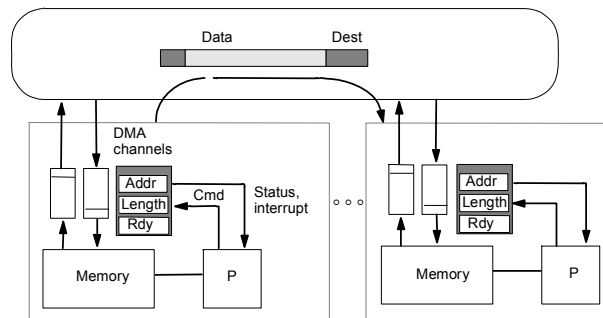 Data Dest
DMA
channels
Addr
Length
Rdy
Cmd
Status,
interrupt
Memory
P
Addr
Length
Rdy
Memory
P